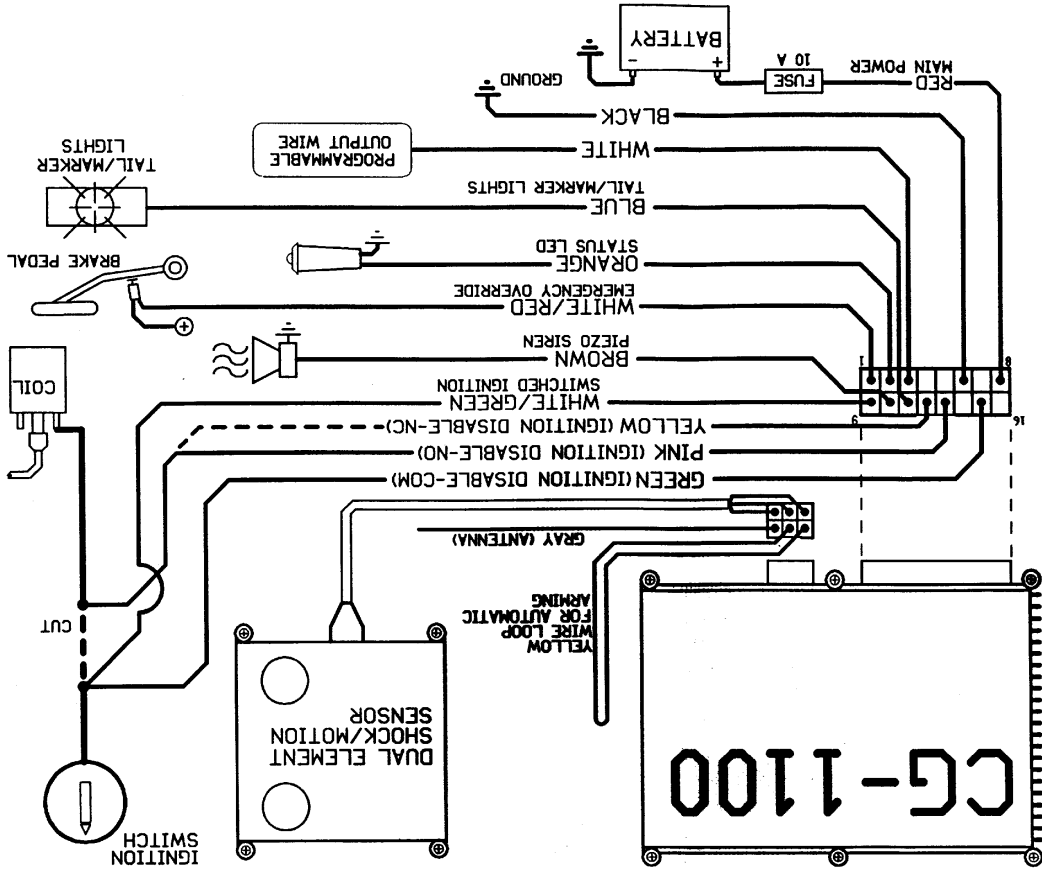 CG-1100
IGNITION
SWITCH
DUAL ELEMENT
SHOCK/MOTION
SENSOR
YELLOW
WIRE LOOP
FOR AUTOMATIC
ARMING
CUT
GRAY (ANTENNA)
GREEN (IGNITION DISABLE-COM)
PINK (IGNITION DISABLE-NO)
YELLOW (IGNITION DISABLE-NC)
16
9
WHITE/GREEN
SWITCHED IGNITION
COIL
8
1
BROWN
PIEZO SIREN
WHITE/RED
EMERGENCY OVERRIDE
BRAKE PEDAL
ORANGE
STATUS LED
BLUE
TAIL/MARKER LIGHTS
TAIL/MARKER
LIGHTS
WHITE
PROGRAMMABLE
OUTPUT WIRE
BLACK
RED
MAIN POWER
FUSE
10 A
GROUND
+
-
BATTERY